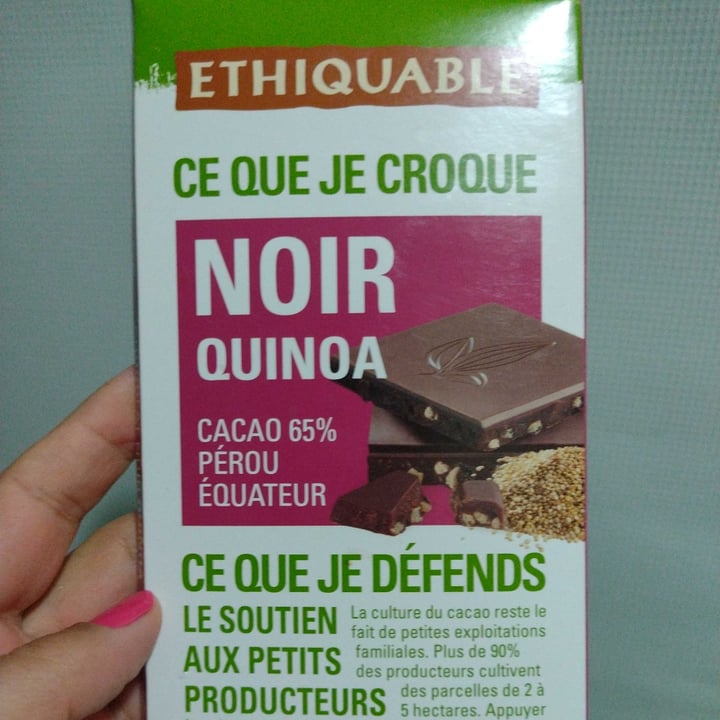 ETHIQUABLE
CE QUE JE CROQUE
NOIR
QUINOA
CACAO 65%
PÉROU
ÉQUATEUR
CE QUE JE DÉFENDS
LE SOUTIEN
AUX PETITS
PRODUCTEURS
La culture du cacao reste le
fait de petites exploitations
familiales. Plus de 90%
des producteurs cultivent
des parcelles de 2 à
5 hectares. Appuyer